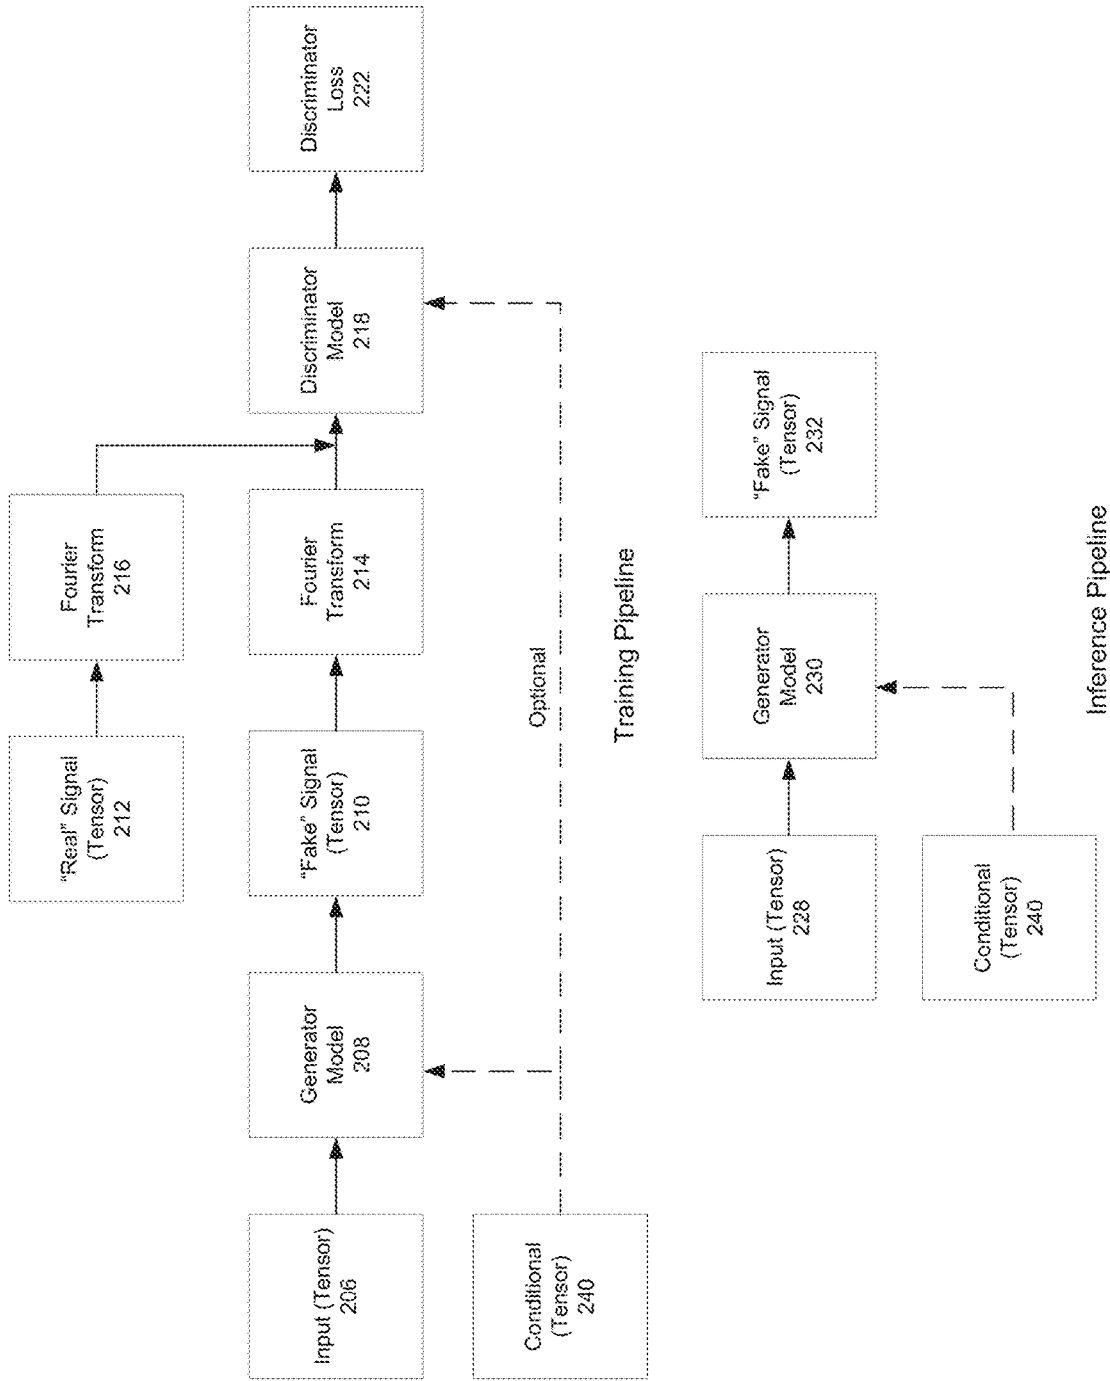 "Real" Signal
(Tensor)
212
Fourier
Transform
216
Input (Tensor)
206
Generator
Model
208
"Fake" Signal
(Tensor)
210
Fourier
Transform
214
Discriminator
Model
218
Discriminator
Loss
222
Conditional
(Tensor)
240
Optional
Training Pipeline
Input (Tensor)
228
Generator
Model
230
"Fake" Signal
(Tensor)
232
Conditional
(Tensor)
240
Inference Pipeline